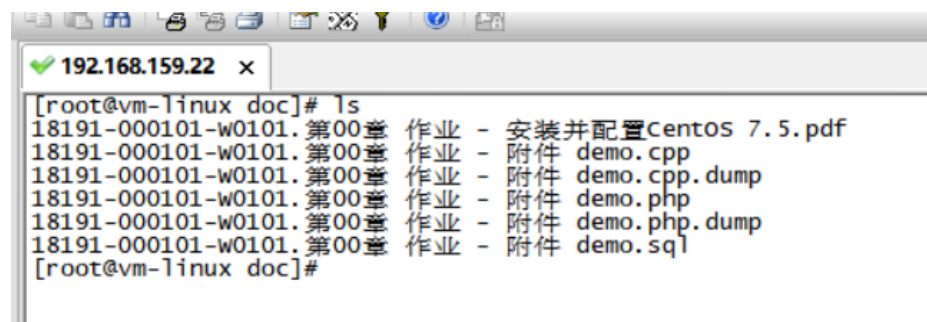 192.168.159.22 ×
[root@vm-linux doc]# ls
18191-000101-W0101.第00章 作业 - 安装并配置CentOS 7.5.pdf
18191-000101-W0101.第00章 作业 - 附件 demo.cpp
18191-000101-W0101.第00章 作业 - 附件 demo.cpp.dump
18191-000101-W0101.第00章 作业 - 附件 demo.php
18191-000101-W0101.第00章 作业 - 附件 demo.php.dump
18191-000101-W0101.第00章 作业 - 附件 demo.sql
[root@vm-linux doc]#